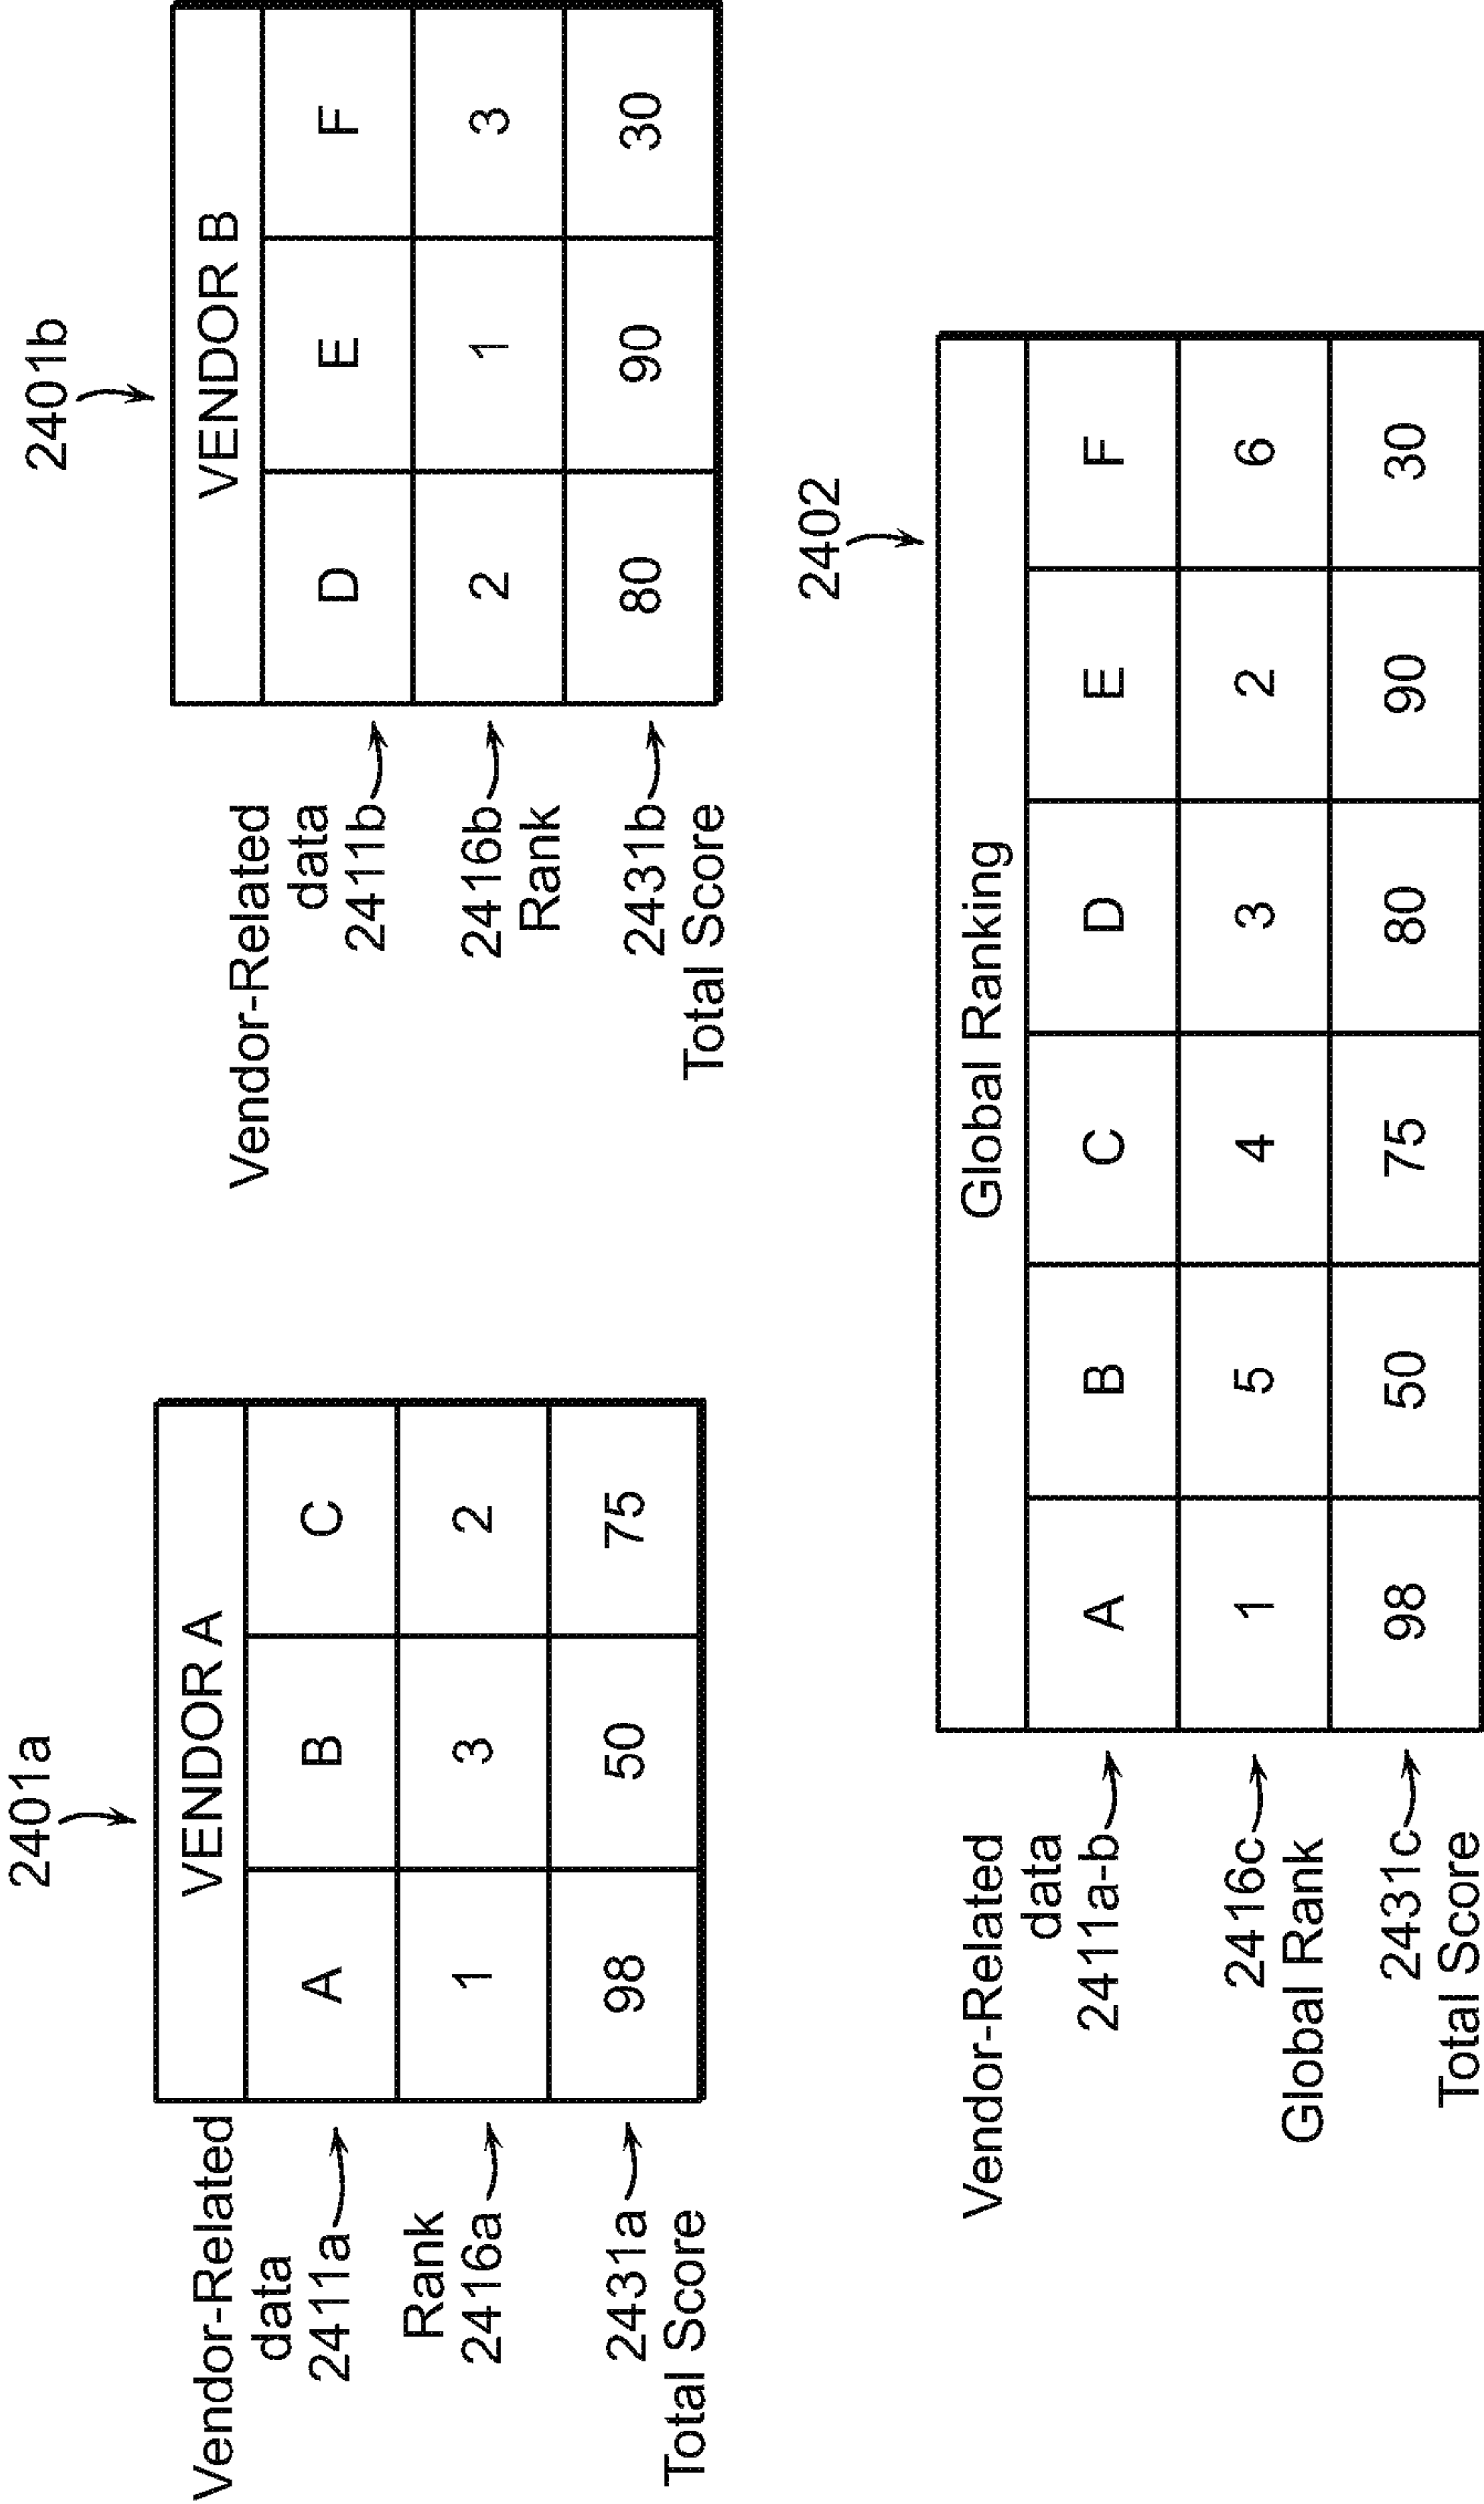 2401a
VENDOR A
Vendor-Related
data
2411a
A B C
Rank
2416a
1 3 2
2431a
Total Score
98 50 75
2401b
VENDOR B
Vendor-Related
data
2411b
D E F
2416b
Rank
2 1 3
2431b
Total Score
80 90 30
2402
Global Ranking
Vendor-Related
data
2411a-b
A B C D E F
2416c
Global Rank
1 5 4 3 2 6
2431c
Total Score
98 50 75 80 90 30